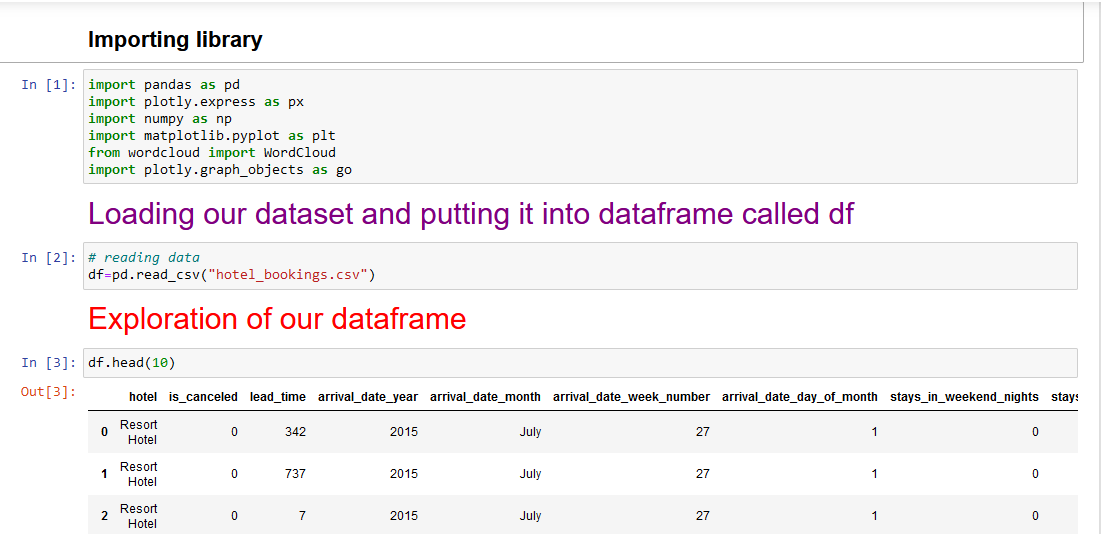 Importing library
In [1]: import pandas as pd
import plotly.express as px
import numpy as np
import matplotlib.pyplot as plt
from wordcloud import WordCloud
import plotly.graph_objects as go
Loading our dataset and putting it into dataframe called df
In [2]: # reading data
df=pd.read_csv("hotel_bookings.csv")
Exploration of our dataframe
In [3]: df.head(10)
Out[3]:
hotel is_canceled lead_time arrival_date_year arrival_date_month arrival_date_week_number arrival_date_day_of_month stays_in_weekend_nights stays
0 Resort Hotel 0 342 2015 July 27 1 0
1 Resort Hotel 0 737 2015 July 27 1 0
2 Resort Hotel 0 7 2015 July 27 1 0